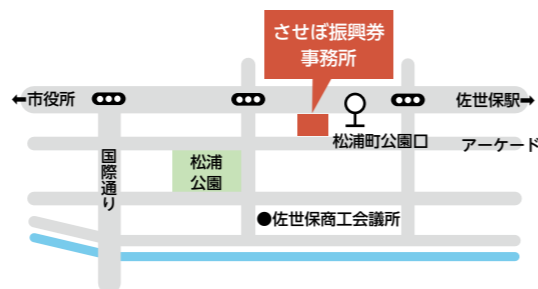 させぼ振興券
事務所
←市役所
佐世保駅→
松浦町公園口
アーケード
国際通り
松浦
公園
●佐世保商工会議所